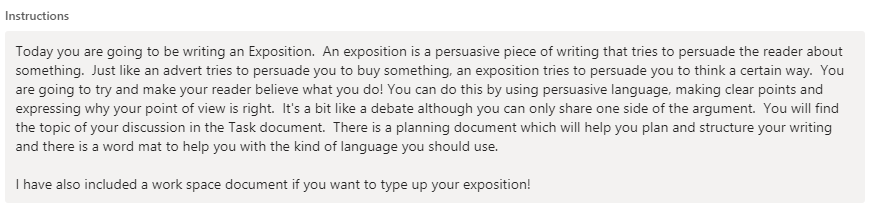 Instructions
Today you are going to be writing an Exposition.  An exposition is a persuasive piece of writing that tries to persuade the reader about
something.  Just like an advert tries to persuade you to buy something, an exposition tries to persuade you to think a certain way.  You
are going to try and make your reader believe what you do! You can do this by using persuasive language, making clear points and
expressing why your point of view is right.  It's a bit like a debate although you can only share one side of the argument.  You will find
the topic of your discussion in the Task document.  There is a planning document which will help you plan and structure your writing
and there is a word mat to help you with the kind of language you should use.
I have also included a work space document if you want to type up your exposition!